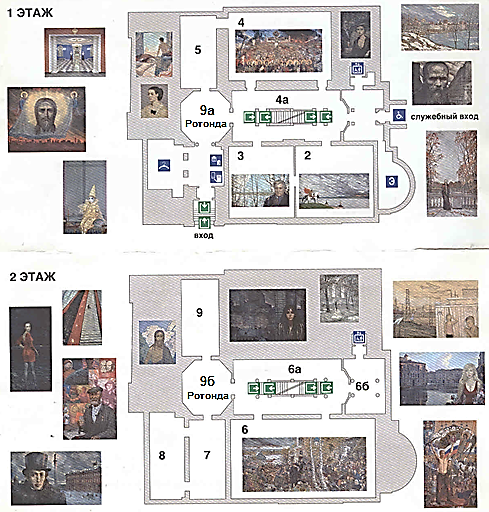 1 ЭТАЖ
5
4
4а
9а
Ротонда
служебный вход
3
2
3
вход
2 ЭТАЖ
9
9б
Ротонда
6а
6б
6
8
7